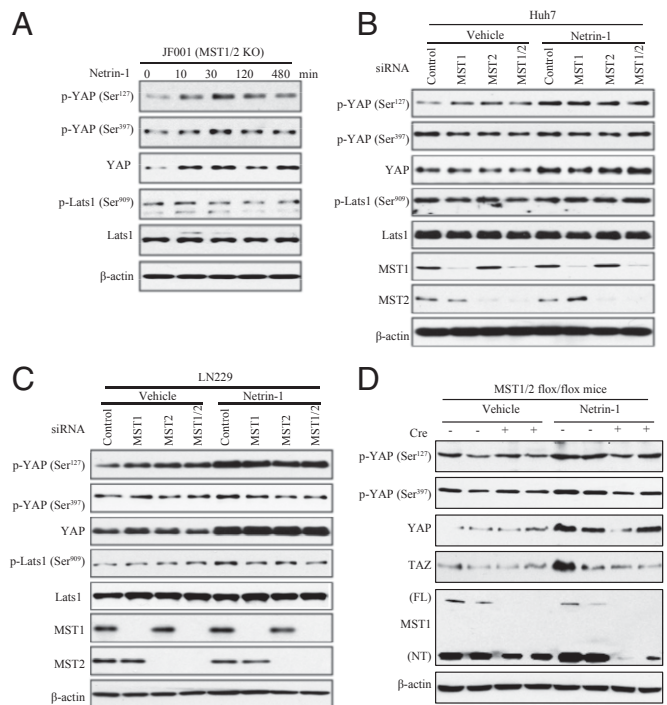 A
JF001 (MST1/2 KO)
Netrin-1 0 10 30 120 480 min
p-YAP (Ser¹²⁷)
p-YAP (Ser³⁹⁷)
YAP
p-Lats1 (Ser⁹⁰⁹)
Lats1
β-actin
B
Huh7
Vehicle Netrin-1
siRNA Control MST1 MST2 MST1/2 Control MST1 MST2 MST1/2
p-YAP (Ser¹²⁷)
p-YAP (Ser³⁹⁷)
YAP
p-Lats1 (Ser⁹⁰⁹)
Lats1
MST1
MST2
β-actin
C
LN229
Vehicle Netrin-1
siRNA Control MST1 MST2 MST1/2 Control MST1 MST2 MST1/2
p-YAP (Ser¹²⁷)
p-YAP (Ser³⁹⁷)
YAP
p-Lats1 (Ser⁹⁰⁹)
Lats1
MST1
MST2
β-actin
D
MST1/2 flox/flox mice
Vehicle Netrin-1
Cre - - + + - - + +
p-YAP (Ser¹²⁷)
p-YAP (Ser³⁹⁷)
YAP
TAZ
(FL)
MST1
(NT)
β-actin